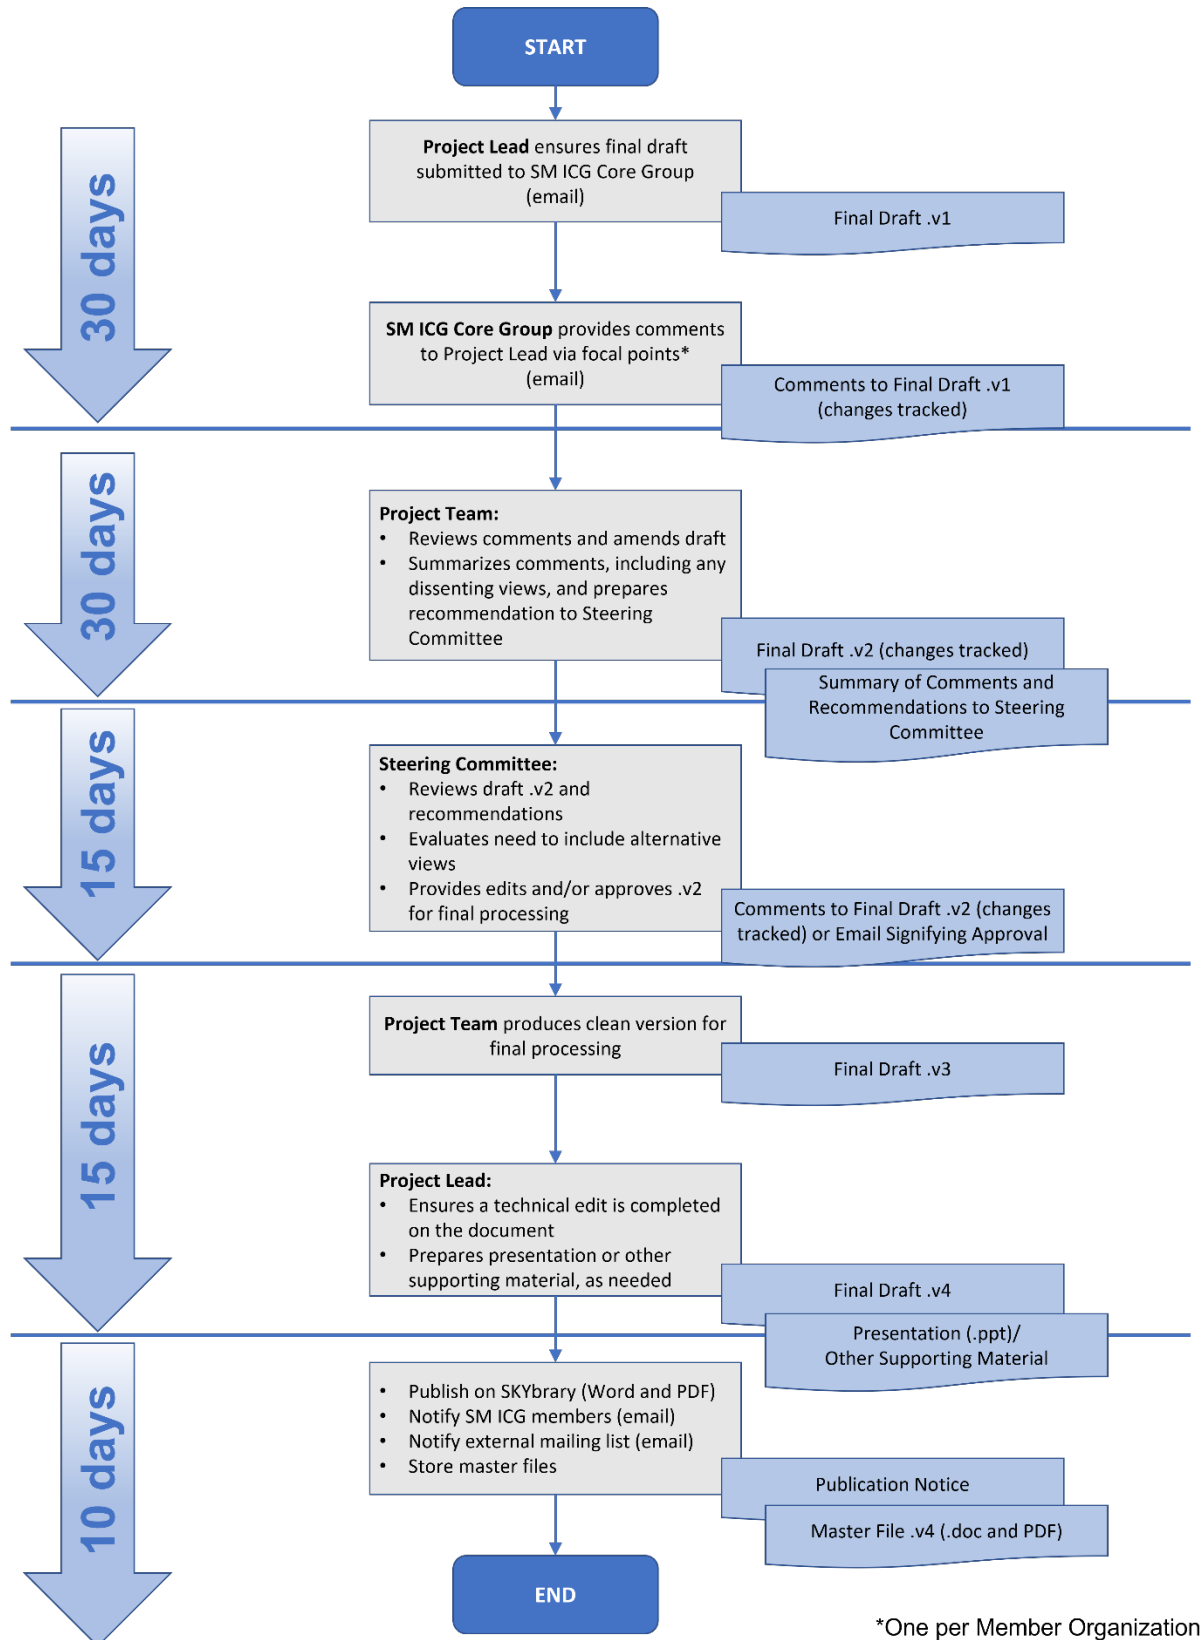 START
30 days
Project Lead ensures final draft
submitted to SM ICG Core Group
(email)
Final Draft .v1
SM ICG Core Group provides comments
to Project Lead via focal points*
(email)
Comments to Final Draft .v1
(changes tracked)
30 days
Project Team:
• Reviews comments and amends draft
• Summarizes comments, including any
dissenting views, and prepares
recommendation to Steering
Committee
Final Draft .v2 (changes tracked)
Summary of Comments and
Recommendations to Steering
Committee
15 days
Steering Committee:
• Reviews draft .v2 and
recommendations
• Evaluates need to include alternative
views
• Provides edits and/or approves .v2
for final processing
Comments to Final Draft .v2 (changes
tracked) or Email Signifying Approval
15 days
Project Team produces clean version for
final processing
Final Draft .v3
Project Lead:
• Ensures a technical edit is completed
on the document
• Prepares presentation or other
supporting material, as needed
Final Draft .v4
Presentation (.ppt)/
Other Supporting Material
10 days
• Publish on SKYbrary (Word and PDF)
• Notify SM ICG members (email)
• Notify external mailing list (email)
• Store master files
Publication Notice
Master File .v4 (.doc and PDF)
END
*One per Member Organization